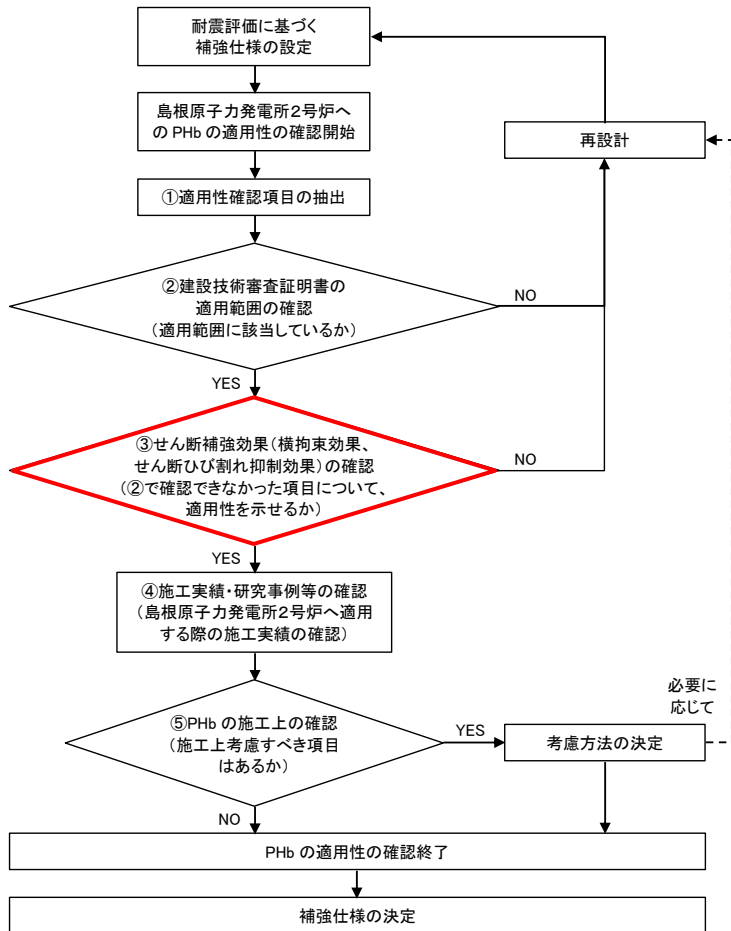 耐震評価に基づく
補強仕様の設定
島根原子力発電所2号炉へ
の PHb の適用性の確認開始
再設計
①適用性確認項目の抽出
②建設技術審査証明書の
適用範囲の確認
（適用範囲に該当しているか）
NO
YES
③せん断補強効果（横拘束効果、
せん断ひび割れ抑制効果）の確認
（②で確認できなかった項目について、
適用性を示せるか）
NO
YES
④施工実績・研究事例等の確認
（島根原子力発電所2号炉へ適用
する際の施工実績の確認）
必要に
応じて
⑤PHb の施工上の確認
（施工上考慮すべき項目
はあるか）
YES
考慮方法の決定
NO
PHb の適用性の確認終了
補強仕様の決定